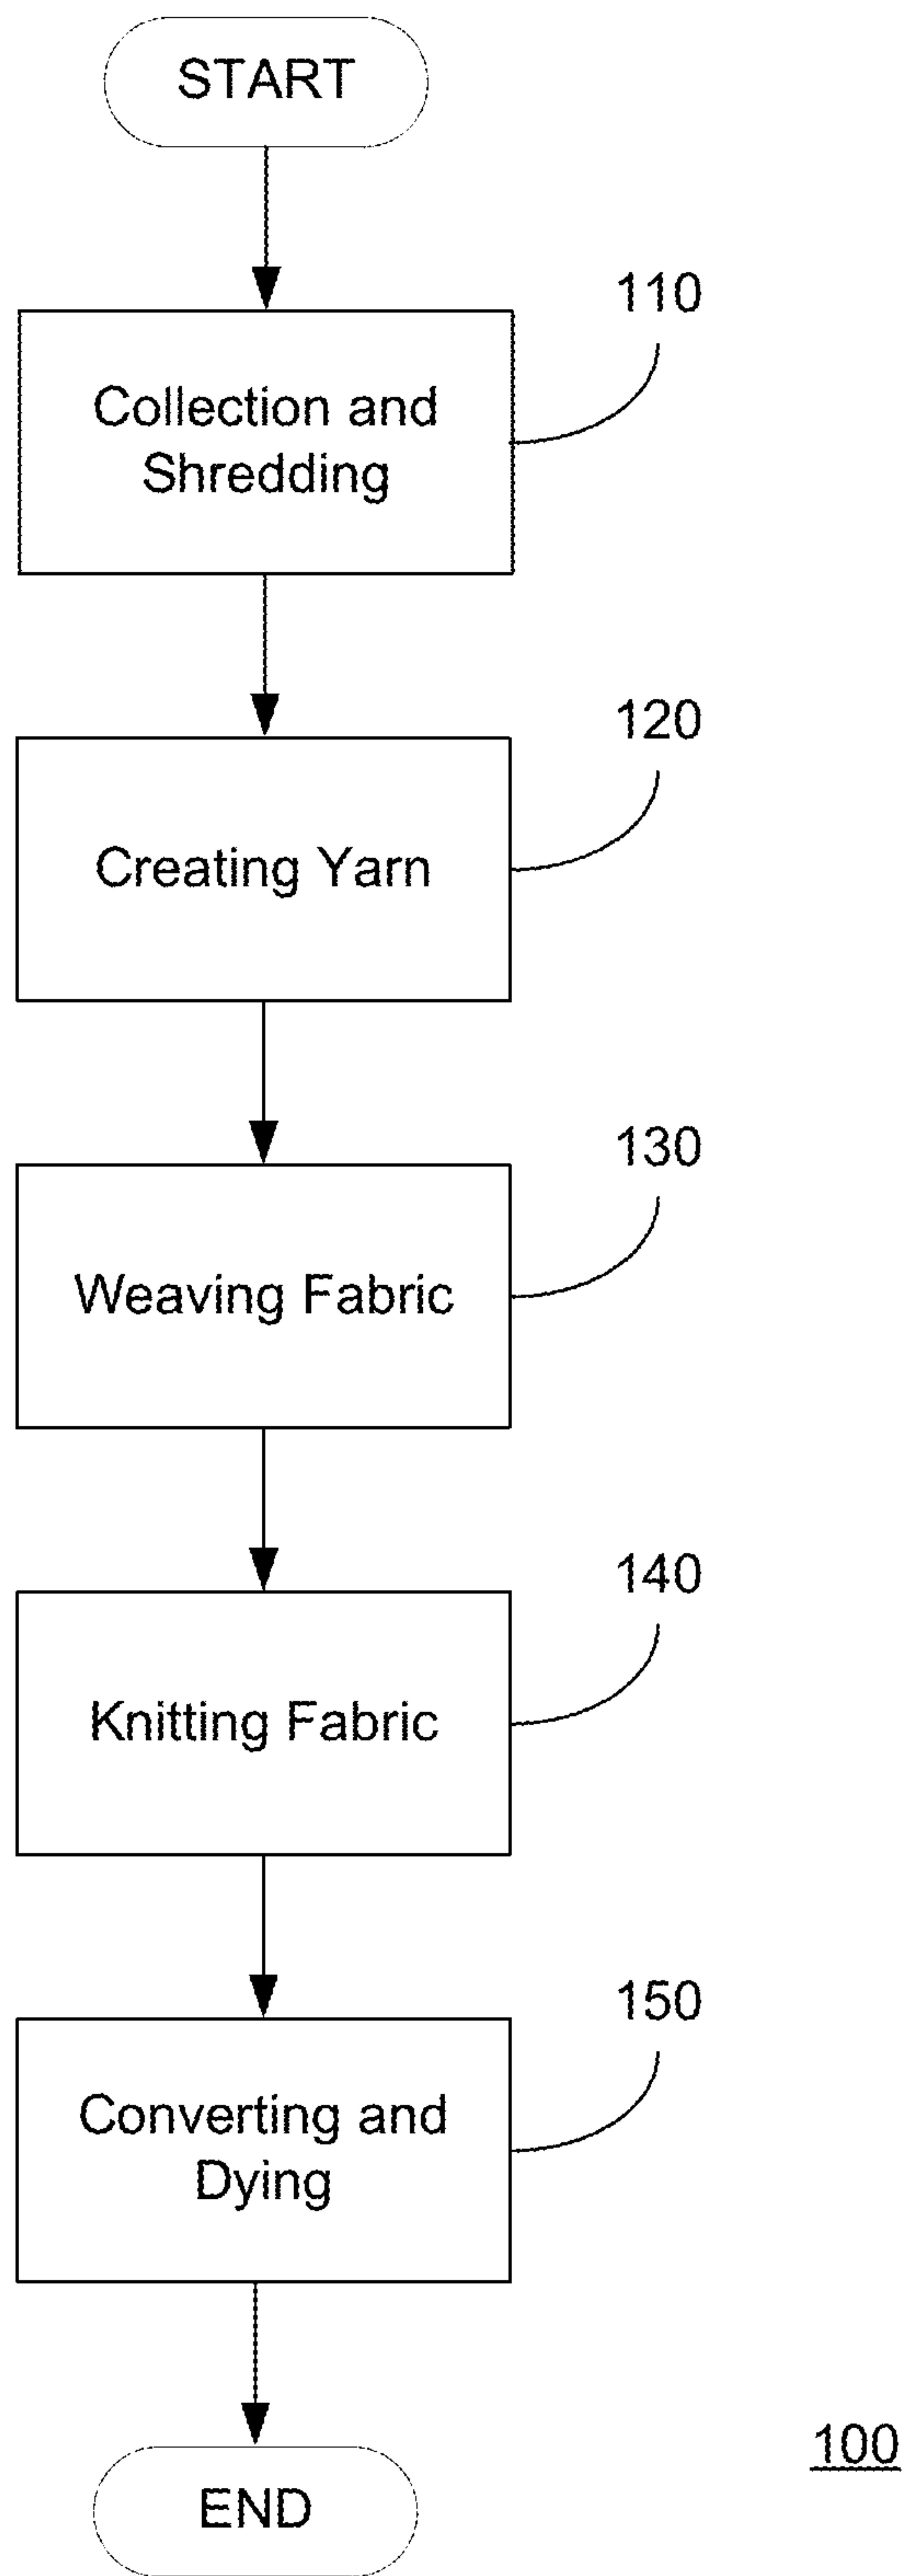 START
110
Collection and
Shredding
120
Creating Yarn
130
Weaving Fabric
140
Knitting Fabric
150
Converting and
Dying
100
END